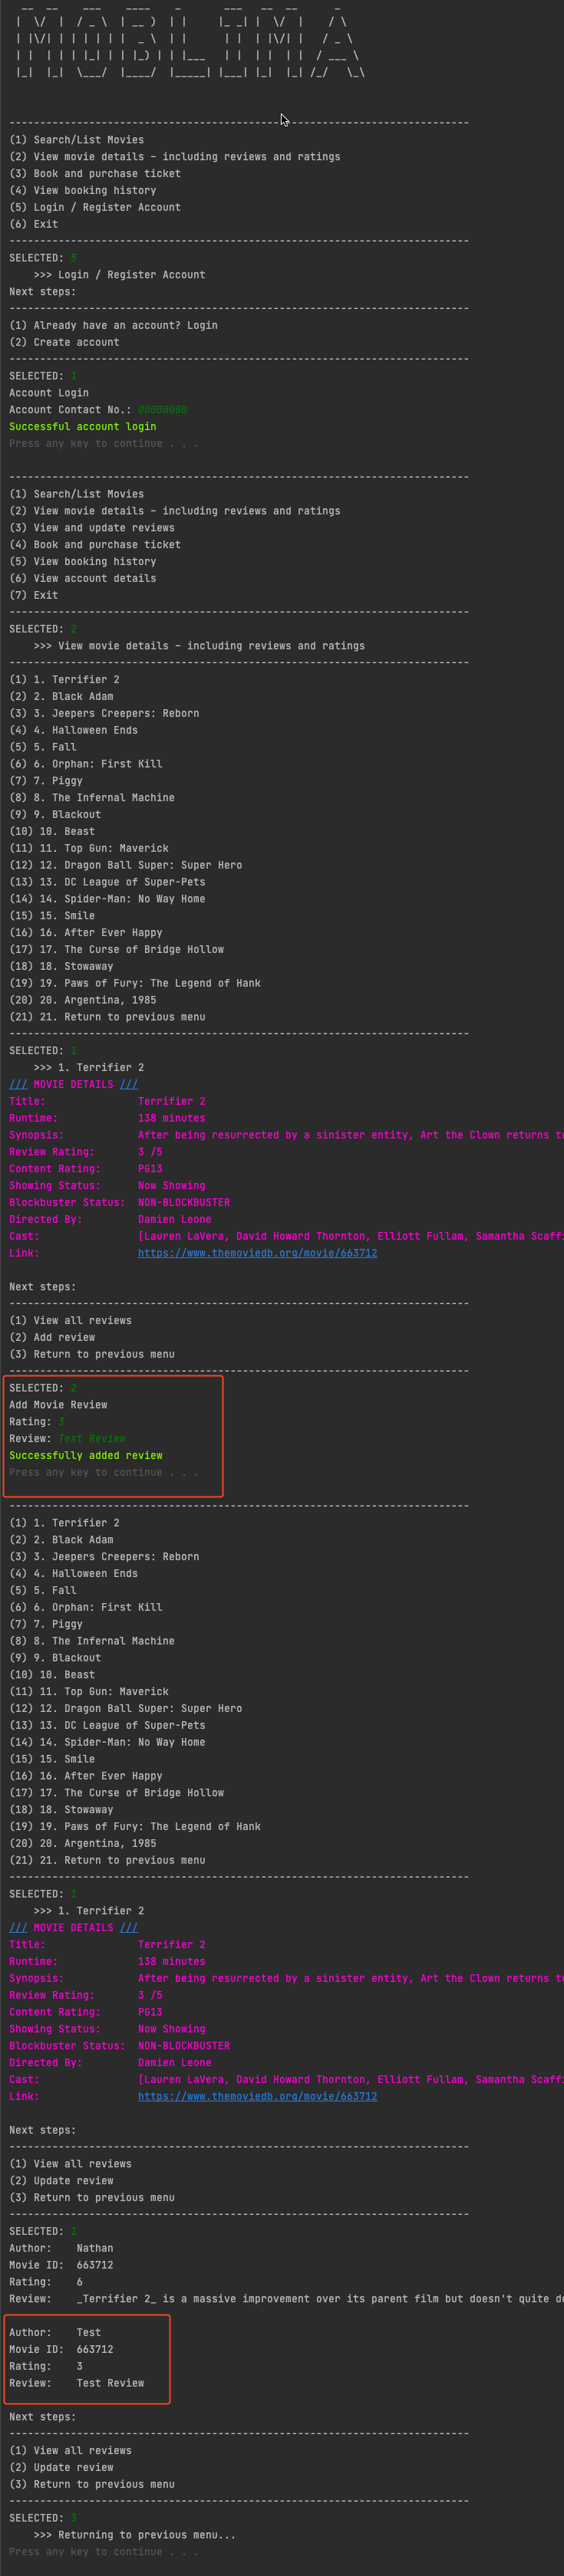 __  __    ___    ____    _       ___   __  __      _
|  \/  |  / _ \  | __ )  | |     |_ _| |  \/  |    / \
| |\/| | | | | | |  _ \  | |      | |  | |\/| |   / _ \
| |  | | | |_| | | |_) | | |___   | |  | |  | |  / ___ \
|_|  |_|  \___/  |____/  |_____| |___| |_|  |_| /_/   \_\
---------------------------------------------------------------------------
(1) Search/List Movies
(2) View movie details – including reviews and ratings
(3) Book and purchase ticket
(4) View booking history
(5) Login / Register Account
(6) Exit
---------------------------------------------------------------------------
SELECTED: 5
    >>> Login / Register Account
Next steps:
---------------------------------------------------------------------------
(1) Already have an account? Login
(2) Create account
---------------------------------------------------------------------------
SELECTED: 1
Account Login
Account Contact No.: 00000000
Successful account login
Press any key to continue . . .
---------------------------------------------------------------------------
(1) Search/List Movies
(2) View movie details – including reviews and ratings
(3) View and update reviews
(4) Book and purchase ticket
(5) View booking history
(6) View account details
(7) Exit
---------------------------------------------------------------------------
SELECTED: 2
    >>> View movie details – including reviews and ratings
---------------------------------------------------------------------------
(1) 1. Terrifier 2
(2) 2. Black Adam
(3) 3. Jeepers Creepers: Reborn
(4) 4. Halloween Ends
(5) 5. Fall
(6) 6. Orphan: First Kill
(7) 7. Piggy
(8) 8. The Infernal Machine
(9) 9. Blackout
(10) 10. Beast
(11) 11. Top Gun: Maverick
(12) 12. Dragon Ball Super: Super Hero
(13) 13. DC League of Super-Pets
(14) 14. Spider-Man: No Way Home
(15) 15. Smile
(16) 16. After Ever Happy
(17) 17. The Curse of Bridge Hollow
(18) 18. Stowaway
(19) 19. Paws of Fury: The Legend of Hank
(20) 20. Argentina, 1985
(21) 21. Return to previous menu
---------------------------------------------------------------------------
SELECTED: 1
    >>> 1. Terrifier 2
/// MOVIE DETAILS ///
Title:               Terrifier 2
Runtime:             138 minutes
Synopsis:            After being resurrected by a sinister entity, Art the Clown returns
Review Rating:       3 /5
Content Rating:      PG13
Showing Status:      Now Showing
Blockbuster Status:  NON-BLOCKBUSTER
Directed By:         Damien Leone
Cast:                [Lauren LaVera, David Howard Thornton, Elliott Fullam, Samantha
Link:                https://www.themoviedb.org/movie/663712
Next steps:
---------------------------------------------------------------------------
(1) View all reviews
(2) Add review
(3) Return to previous menu
---------------------------------------------------------------------------
SELECTED: 2
Add Movie Review
Rating: 3
Review: Test Review
Successfully added review
Press any key to continue . . .
---------------------------------------------------------------------------
(1) 1. Terrifier 2
(2) 2. Black Adam
(3) 3. Jeepers Creepers: Reborn
(4) 4. Halloween Ends
(5) 5. Fall
(6) 6. Orphan: First Kill
(7) 7. Piggy
(8) 8. The Infernal Machine
(9) 9. Blackout
(10) 10. Beast
(11) 11. Top Gun: Maverick
(12) 12. Dragon Ball Super: Super Hero
(13) 13. DC League of Super-Pets
(14) 14. Spider-Man: No Way Home
(15) 15. Smile
(16) 16. After Ever Happy
(17) 17. The Curse of Bridge Hollow
(18) 18. Stowaway
(19) 19. Paws of Fury: The Legend of Hank
(20) 20. Argentina, 1985
(21) 21. Return to previous menu
---------------------------------------------------------------------------
SELECTED: 1
    >>> 1. Terrifier 2
/// MOVIE DETAILS ///
Title:               Terrifier 2
Runtime:             138 minutes
Synopsis:            After being resurrected by a sinister entity, Art the Clown returns
Review Rating:       3 /5
Content Rating:      PG13
Showing Status:      Now Showing
Blockbuster Status:  NON-BLOCKBUSTER
Directed By:         Damien Leone
Cast:                [Lauren LaVera, David Howard Thornton, Elliott Fullam, Samantha
Link:                https://www.themoviedb.org/movie/663712
Next steps:
---------------------------------------------------------------------------
(1) View all reviews
(2) Update review
(3) Return to previous menu
---------------------------------------------------------------------------
SELECTED: 1
Author:    Nathan
Movie ID:  663712
Rating:    6
Review:    _Terrifier 2_ is a massive improvement over its parent film but doesn't quite
Author:    Test
Movie ID:  663712
Rating:    3
Review:    Test Review
Next steps:
---------------------------------------------------------------------------
(1) View all reviews
(2) Update review
(3) Return to previous menu
---------------------------------------------------------------------------
SELECTED: 3
    >>> Returning to previous menu...
Press any key to continue . . .